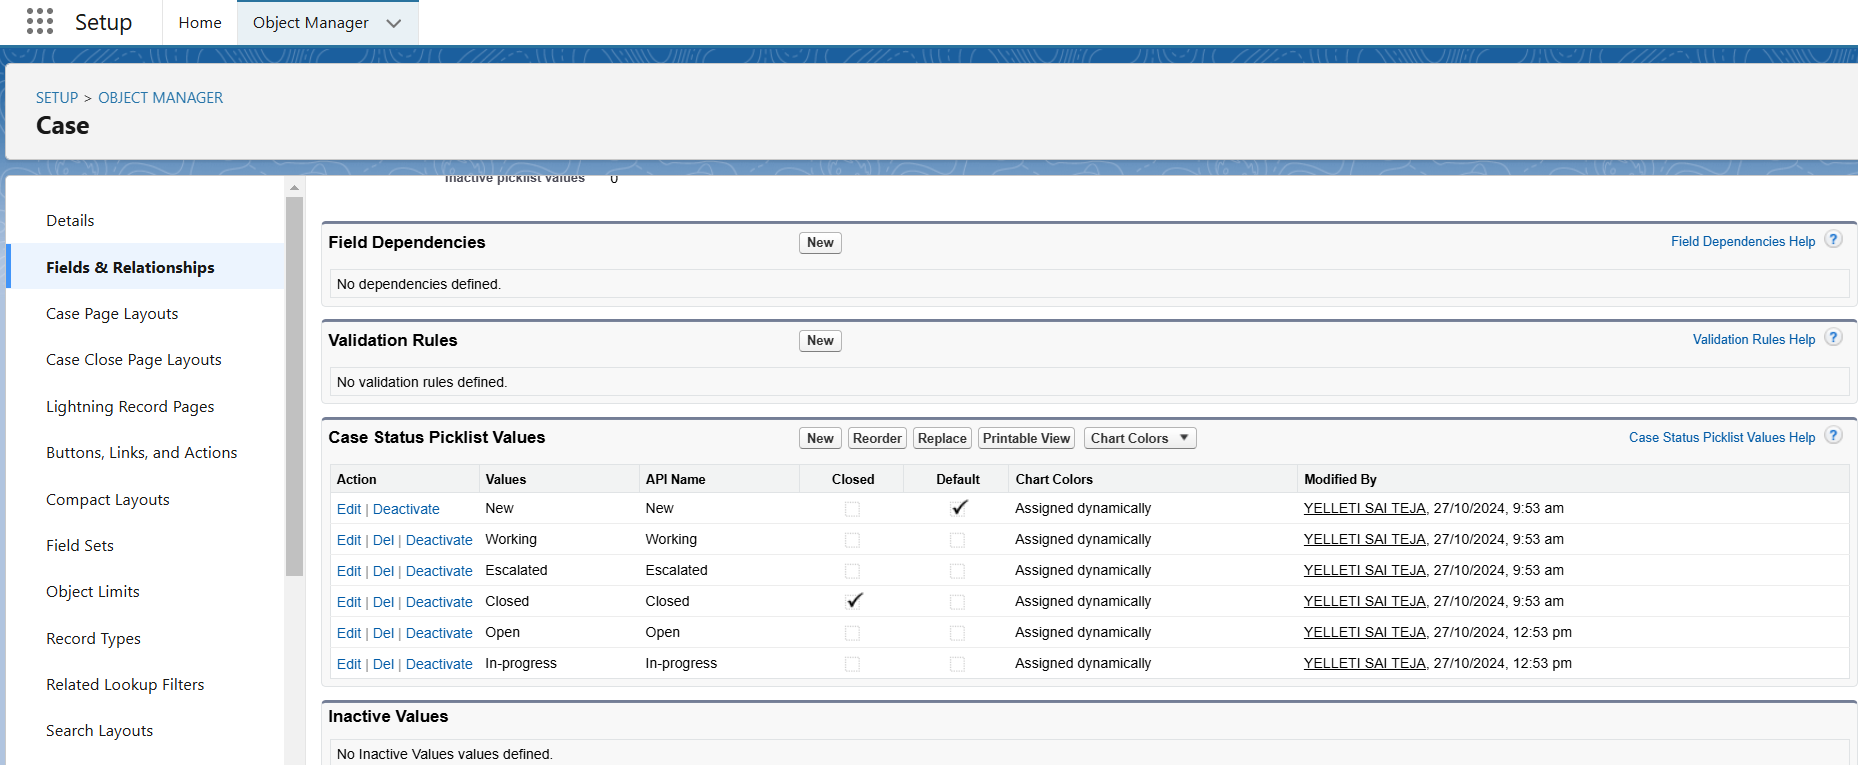 Setup Home Object Manager
SETUP > OBJECT MANAGER
Case
Inactive picklist values 0
Details
Fields & Relationships
Case Page Layouts
Case Close Page Layouts
Lightning Record Pages
Buttons, Links, and Actions
Compact Layouts
Field Sets
Object Limits
Record Types
Related Lookup Filters
Search Layouts
Field Dependencies New Field Dependencies Help ?
No dependencies defined.
Validation Rules New Validation Rules Help ?
No validation rules defined.
Case Status Picklist Values New Reorder Replace Printable View Chart Colors Case Status Picklist Values Help ?
Action Values API Name Closed Default Chart Colors Modified By
Edit | Deactivate New New Assigned dynamically YELLETI SAI TEJA, 27/10/2024, 9:53 am
Edit | Del | Deactivate Working Working Assigned dynamically YELLETI SAI TEJA, 27/10/2024, 9:53 am
Edit | Del | Deactivate Escalated Escalated Assigned dynamically YELLETI SAI TEJA, 27/10/2024, 9:53 am
Edit | Del | Deactivate Closed Closed Assigned dynamically YELLETI SAI TEJA, 27/10/2024, 9:53 am
Edit | Del | Deactivate Open Open Assigned dynamically YELLETI SAI TEJA, 27/10/2024, 12:53 pm
Edit | Del | Deactivate In-progress In-progress Assigned dynamically YELLETI SAI TEJA, 27/10/2024, 12:53 pm
Inactive Values
No Inactive Values values defined.